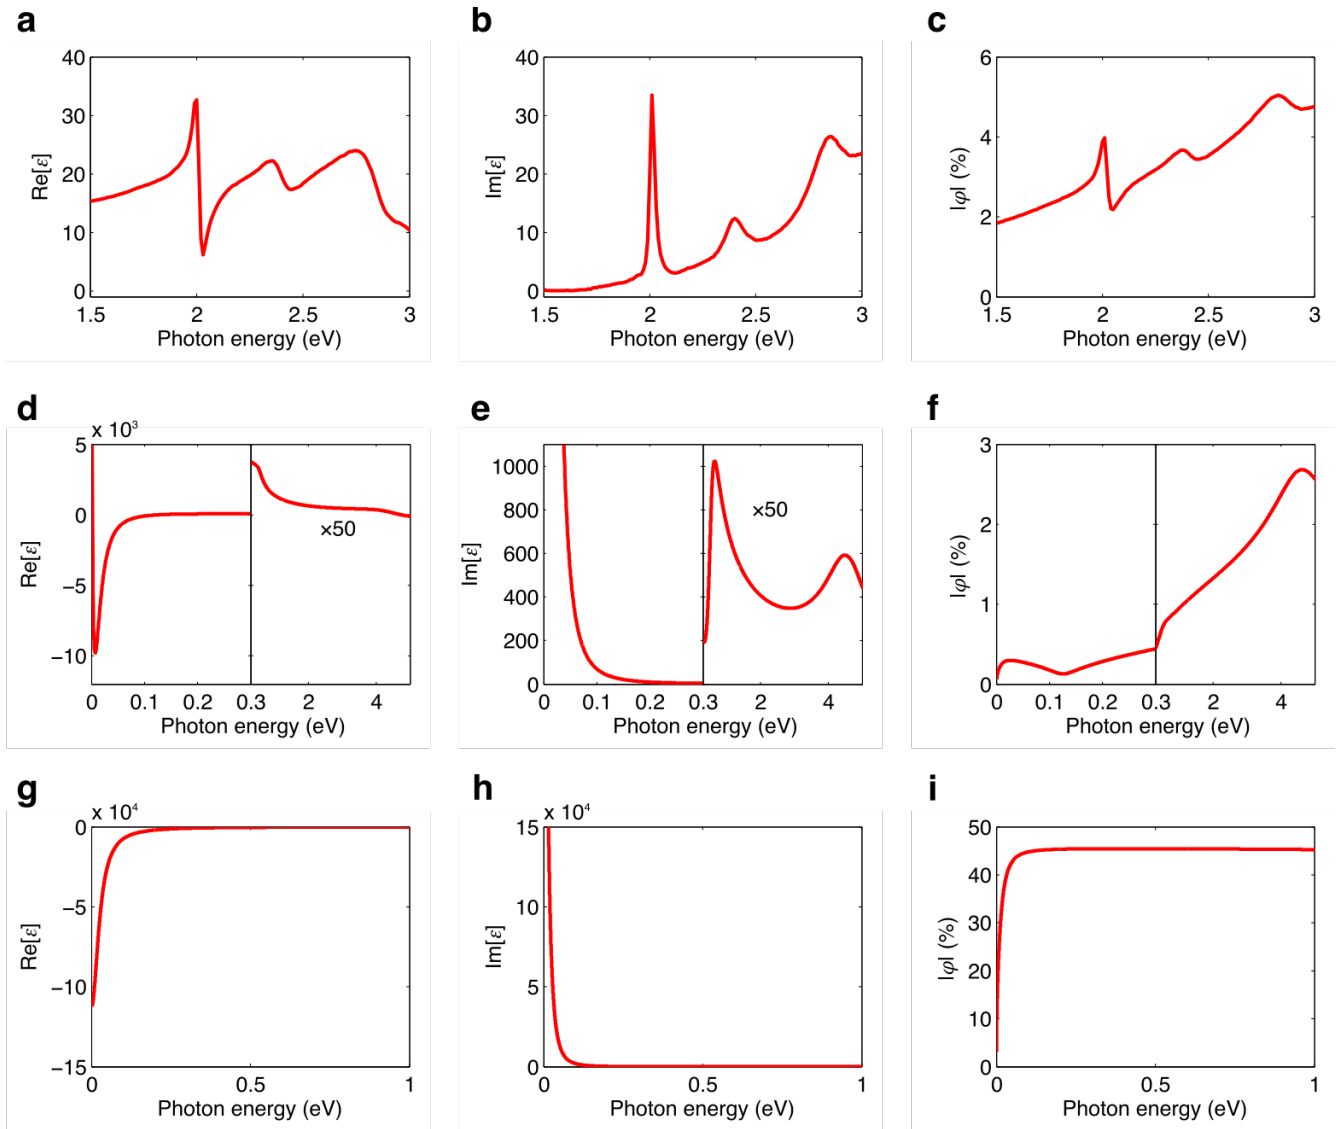 a b c
40
30
20
10
0
Re[ε]
1.5 2 2.5 3
Photon energy (eV)
40
30
20
10
0
Im[ε]
1.5 2 2.5 3
Photon energy (eV)
6
4
2
0
|φ| (%)
1.5 2 2.5 3
Photon energy (eV)
d e f
x 10³
5
0
−5
−10
Re[ε]
×50
0 0.1 0.2 0.3 2 4
Photon energy (eV)
1000
800
600
400
200
0
Im[ε]
×50
0 0.1 0.2 0.3 2 4
Photon energy (eV)
3
2
1
0
|φ| (%)
0 0.1 0.2 0.3 2 4
Photon energy (eV)
g h i
x 10⁴
0
−5
−10
−15
Re[ε]
0 0.5 1
Photon energy (eV)
x 10⁴
15
10
5
0
Im[ε]
0 0.5 1
Photon energy (eV)
50
40
30
20
10
0
|φ| (%)
0 0.5 1
Photon energy (eV)